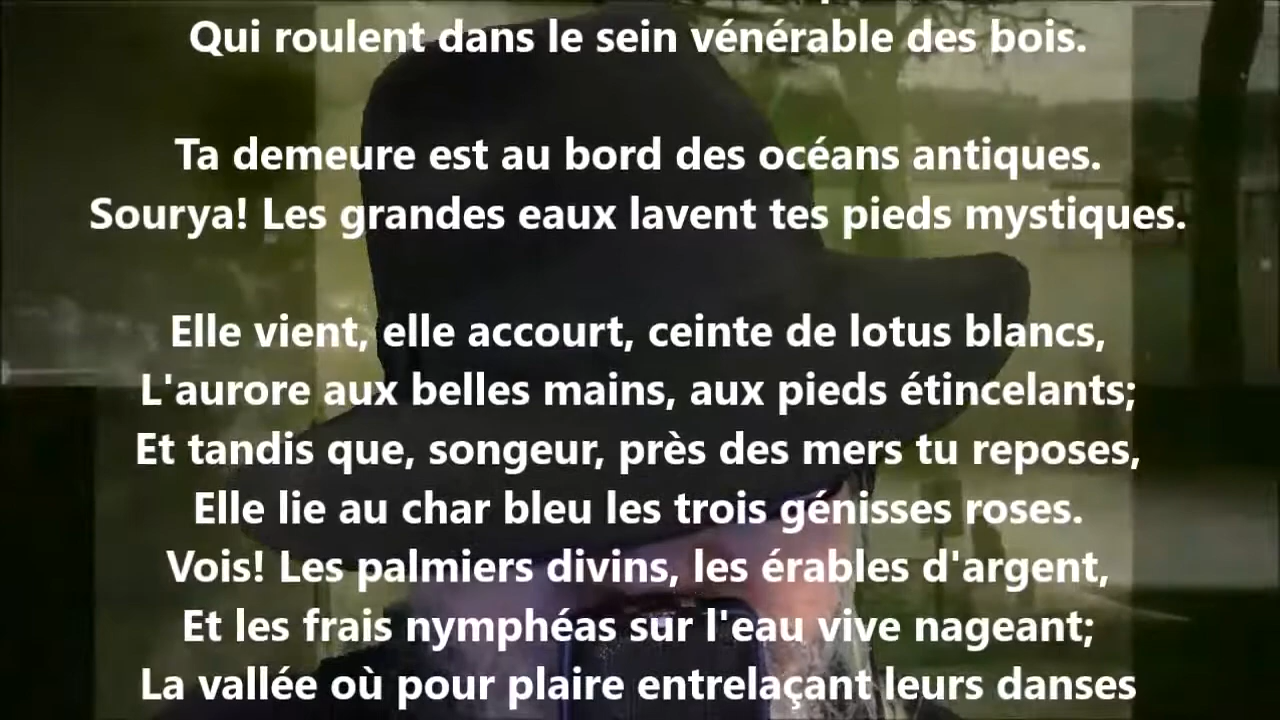 Qui roulent dans le sein vénérable des bois.
Ta demeure est au bord des océans antiques.
Sourya! Les grandes eaux lavent tes pieds mystiques.
Elle vient, elle accourt, ceinte de lotus blancs,
L'aurore aux belles mains, aux pieds étincelants;
Et tandis que, songeur, près des mers tu reposes,
Elle lie au char bleu les trois génisses roses.
Vois! Les palmiers divins, les érables d'argent,
Et les frais nymphéas sur l'eau vive nageant;
La vallée où pour plaire entrelaçant leurs danses